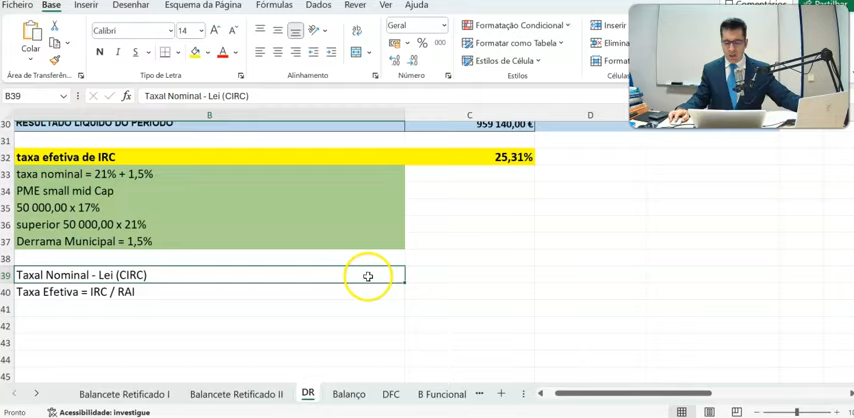 Ficheiro Base Inserir Desenhar Esquema da Página Fórmulas Dados Rever Ver Ajuda
Comentários Partilhar
Colar
Calibri 14 A^ A˅
N I S
Geral
% 000
Formatação Condicional
Formatar como Tabela
Estilos de Célula
Inserir
Elimina
Format
Área de Transferên... Tipo de Letra Alinhamento Número Estilos Célula
B39 fx Taxal Nominal - Lei (CIRC)
B C D
30 RESULTADO LÍQUIDO DO PERÍODO 959 140,00 €
31
32 taxa efetiva de IRC 25,31%
33 taxa nominal = 21% + 1,5%
34 PME small mid Cap
35 50 000,00 x 17%
36 superior 50 000,00 x 21%
37 Derrama Municipal = 1,5%
38
39 Taxal Nominal - Lei (CIRC)
40 Taxa Efetiva = IRC / RAI
41
42
43
44
45
Balancete Retificado I Balancete Retificado II DR Balanço DFC B Funcional ...
Pronto Acessibilidade: investigue